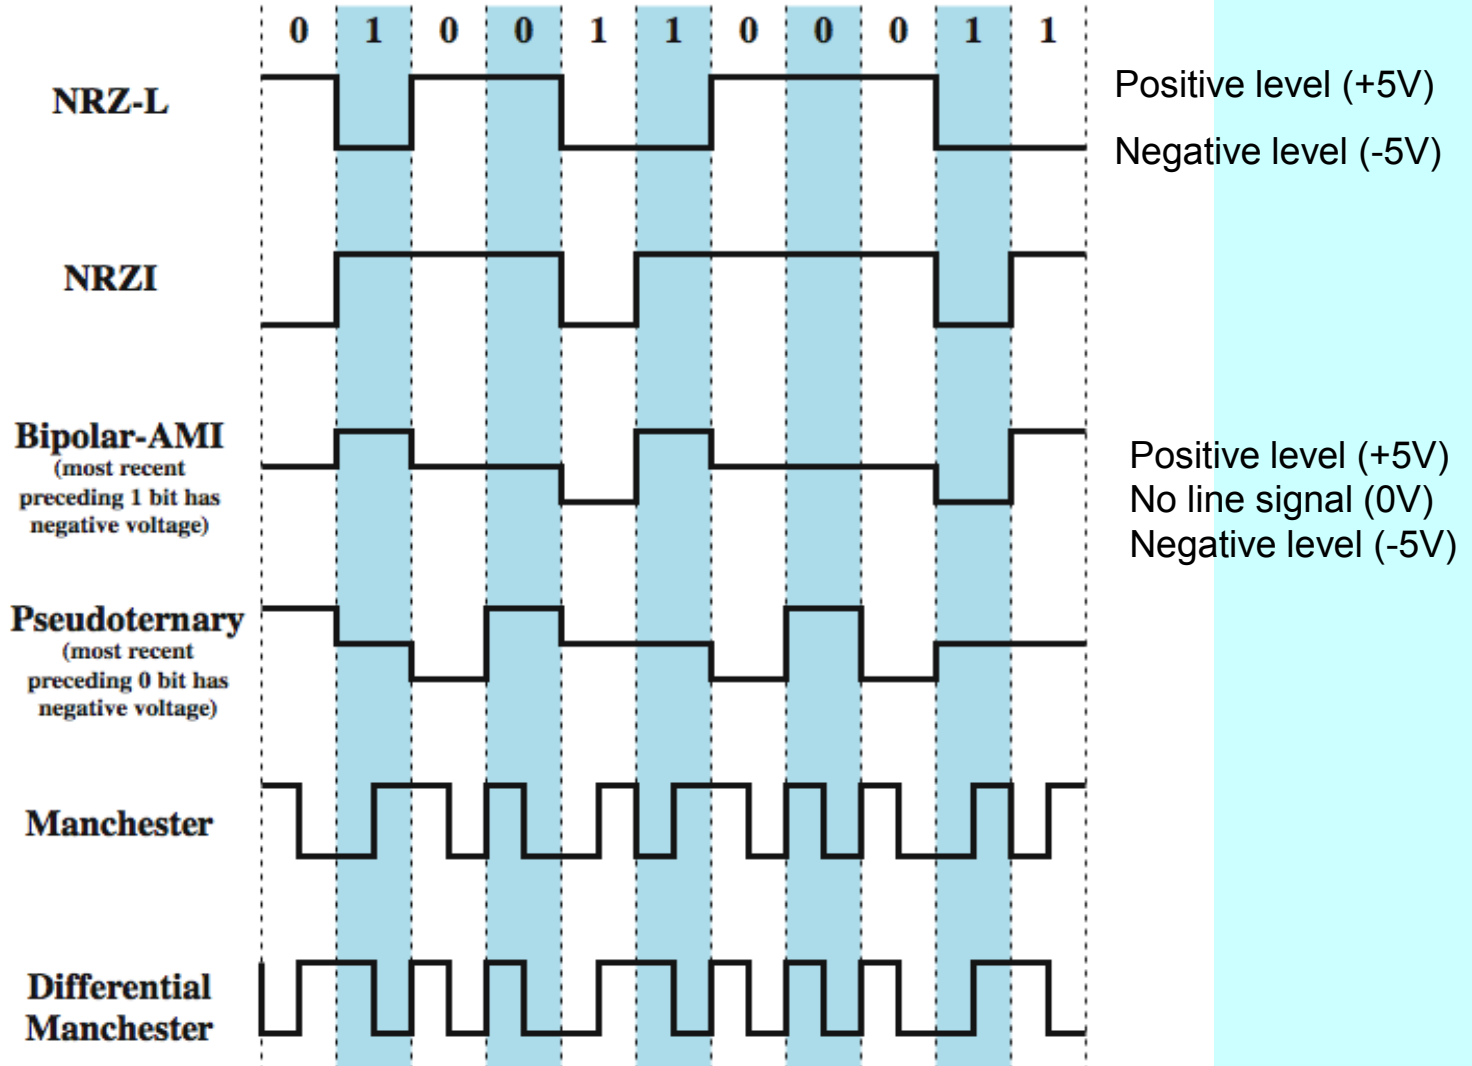 0 1 0 0 1 1 0 0 0 1 1
NRZ-L
Positive level (+5V)
Negative level (-5V)
NRZI
Bipolar-AMI
(most recent
preceding 1 bit has
negative voltage)
Positive level (+5V)
No line signal (0V)
Negative level (-5V)
Pseudoternary
(most recent
preceding 0 bit has
negative voltage)
Manchester
Differential
Manchester